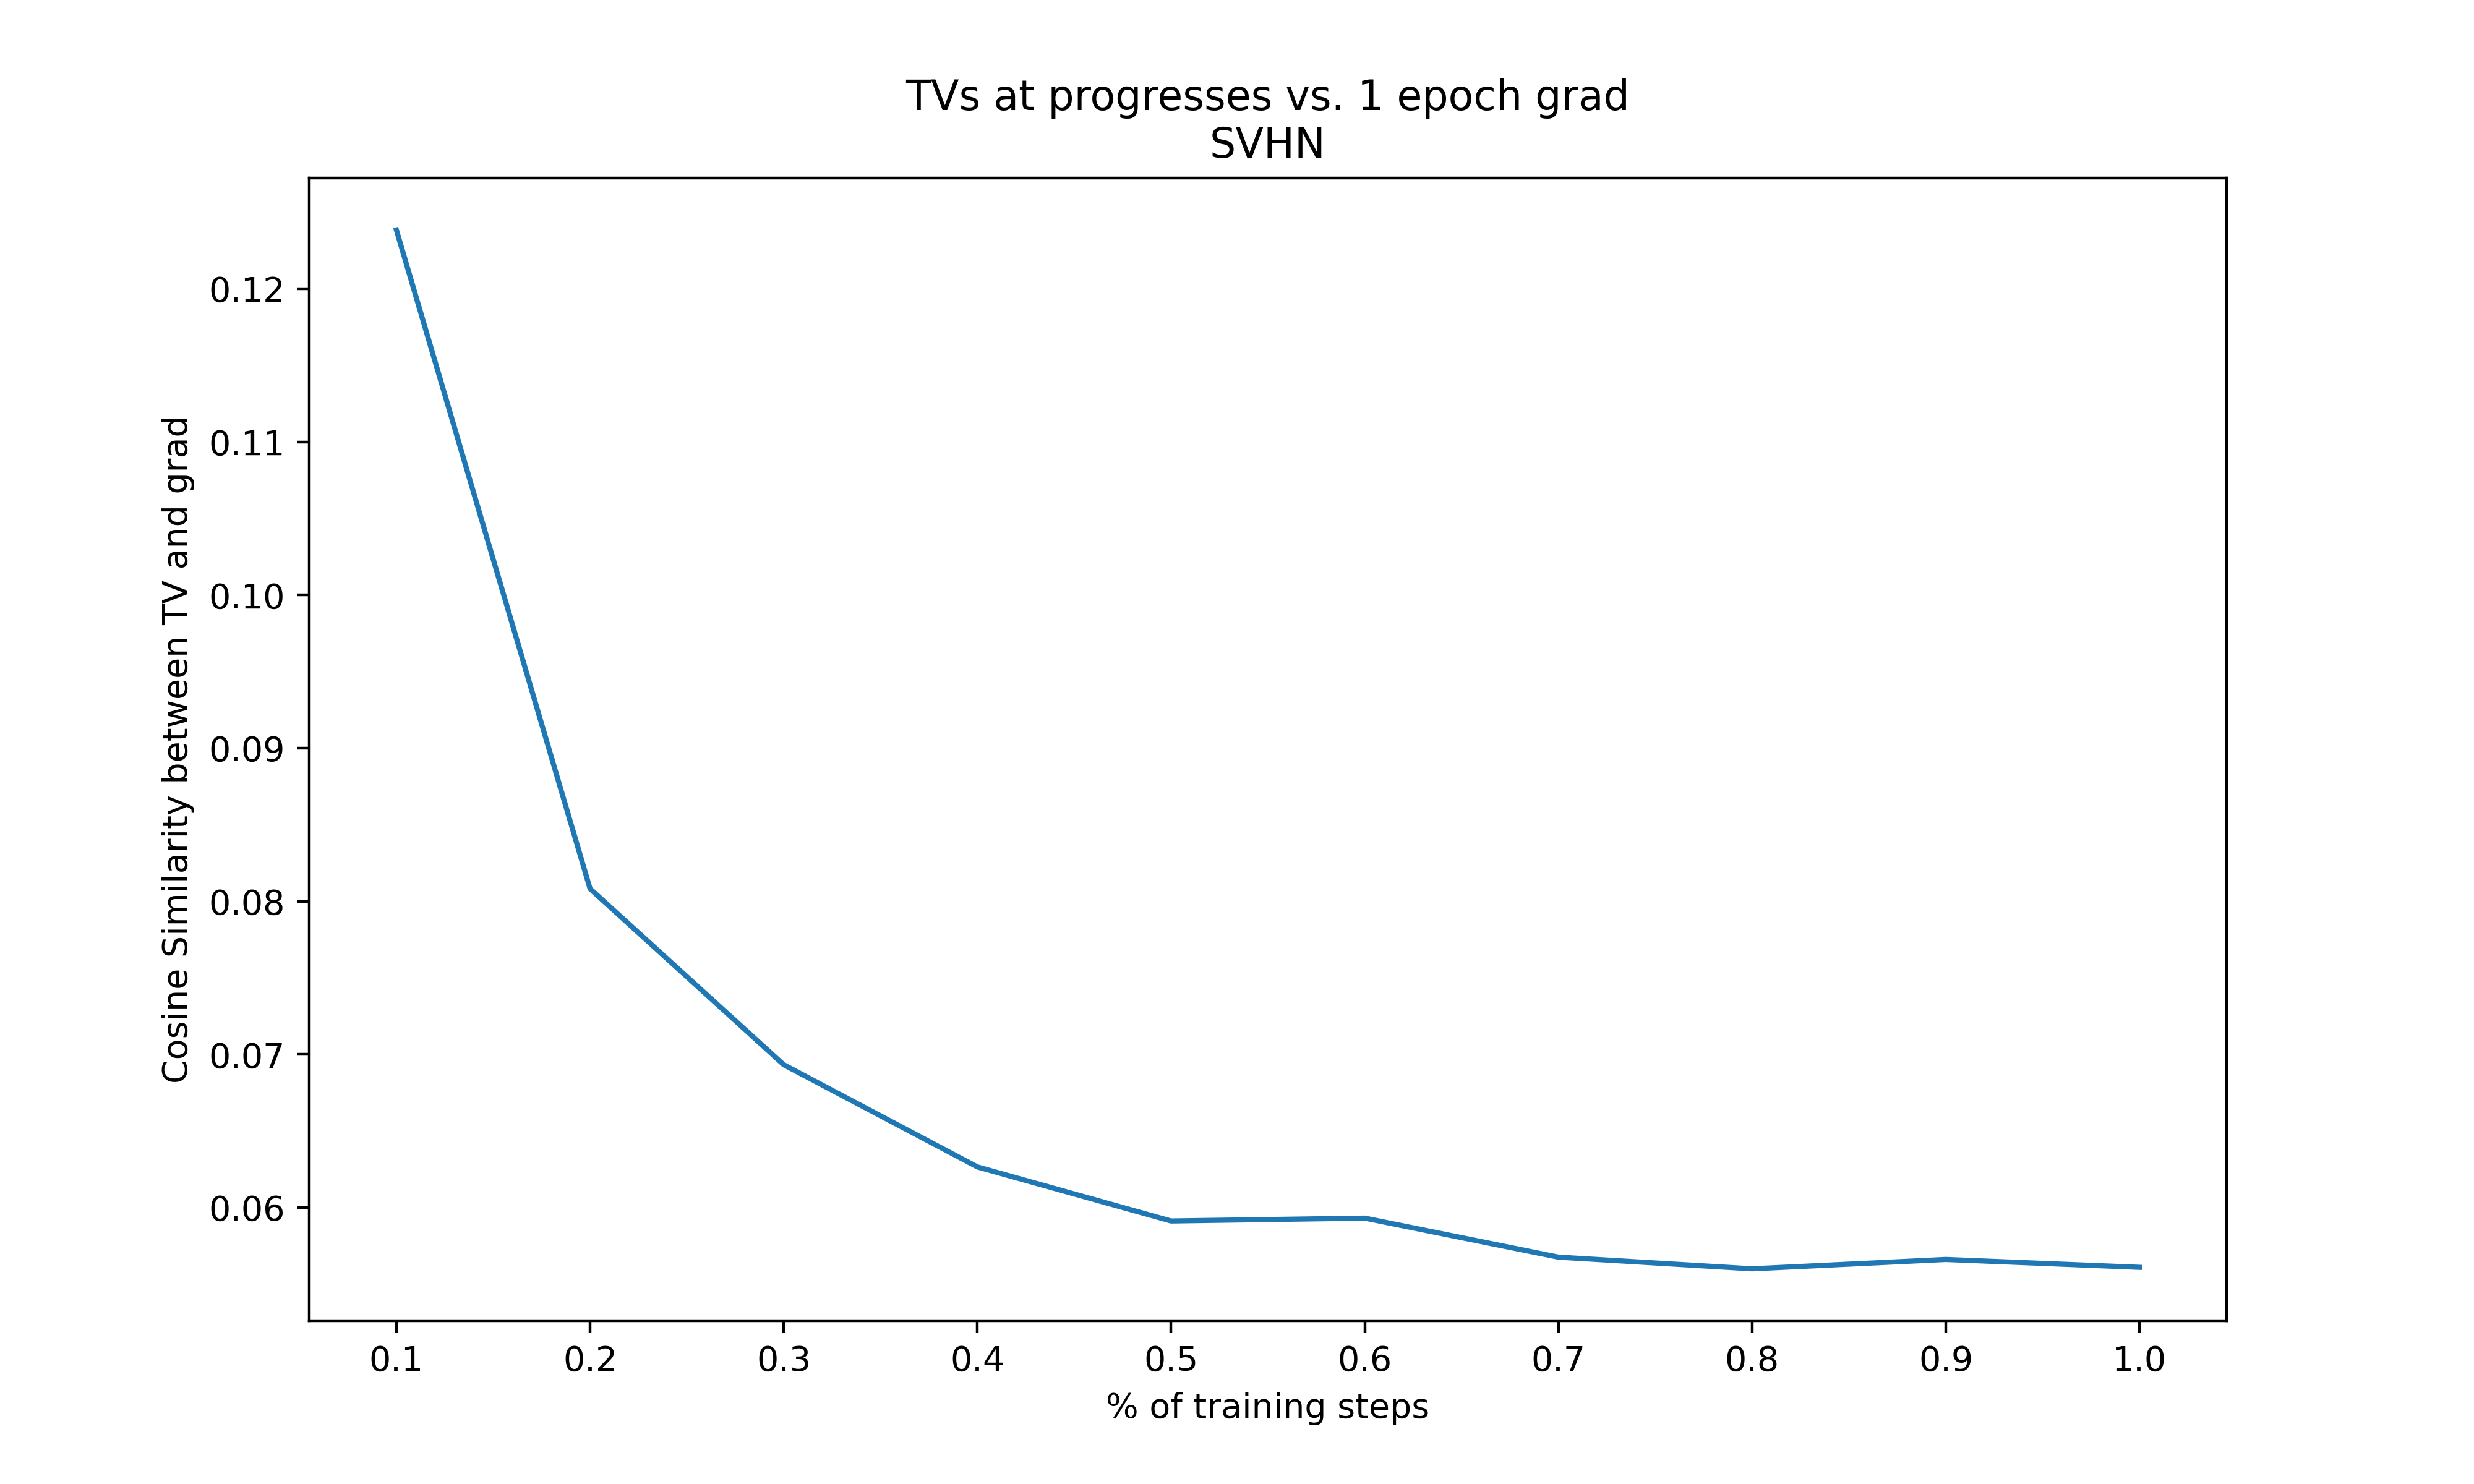 TVs at progresses vs. 1 epoch grad
SVHN
Cosine Similarity between TV and grad
0.12
0.11
0.10
0.09
0.08
0.07
0.06
0.1 0.2 0.3 0.4 0.5 0.6 0.7 0.8 0.9 1.0
% of training steps